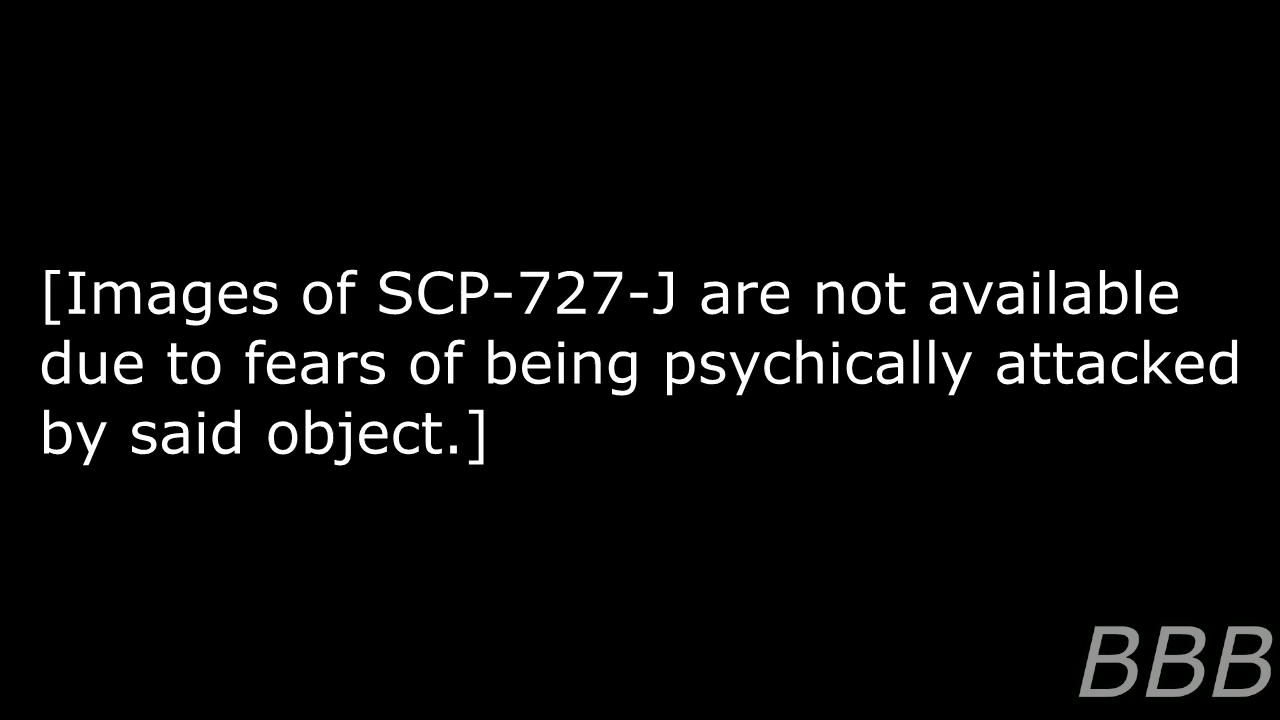 [Images of SCP-727-J are not available
due to fears of being psychically attacked
by said object.]
BBB